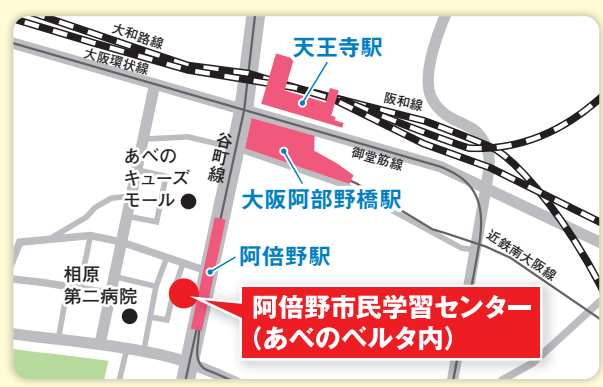 大和路線
大阪環状線
天王寺駅
阪和線
谷町線
御堂筋線
あべの
キューズ
モール
大阪阿部野橋駅
近鉄南大阪線
阿倍野駅
相原
第二病院
阿倍野市民学習センター
(あべのベルタ内)